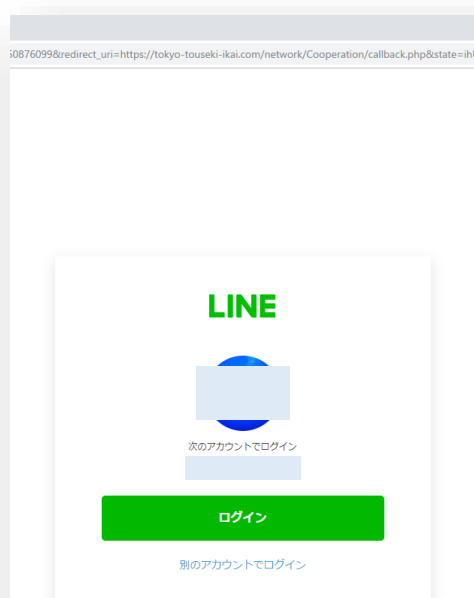 50876099&redirect_uri=https://tokyo-touseki-ikai.com/network/Cooperation/callback.php&state=ih
LINE
次のアカウントでログイン
ログイン
別のアカウントでログイン